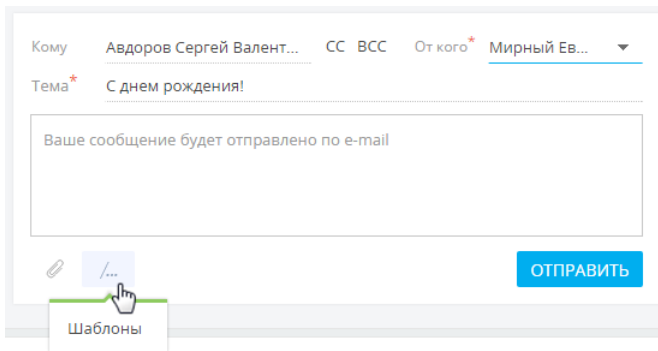 Кому Авдоров Сергей Валент... CC BCC От кого* Мирный Ев...
Тема* С днем рождения!
Ваше сообщение будет отправлено по e-mail
/... ОТПРАВИТЬ
Шаблоны